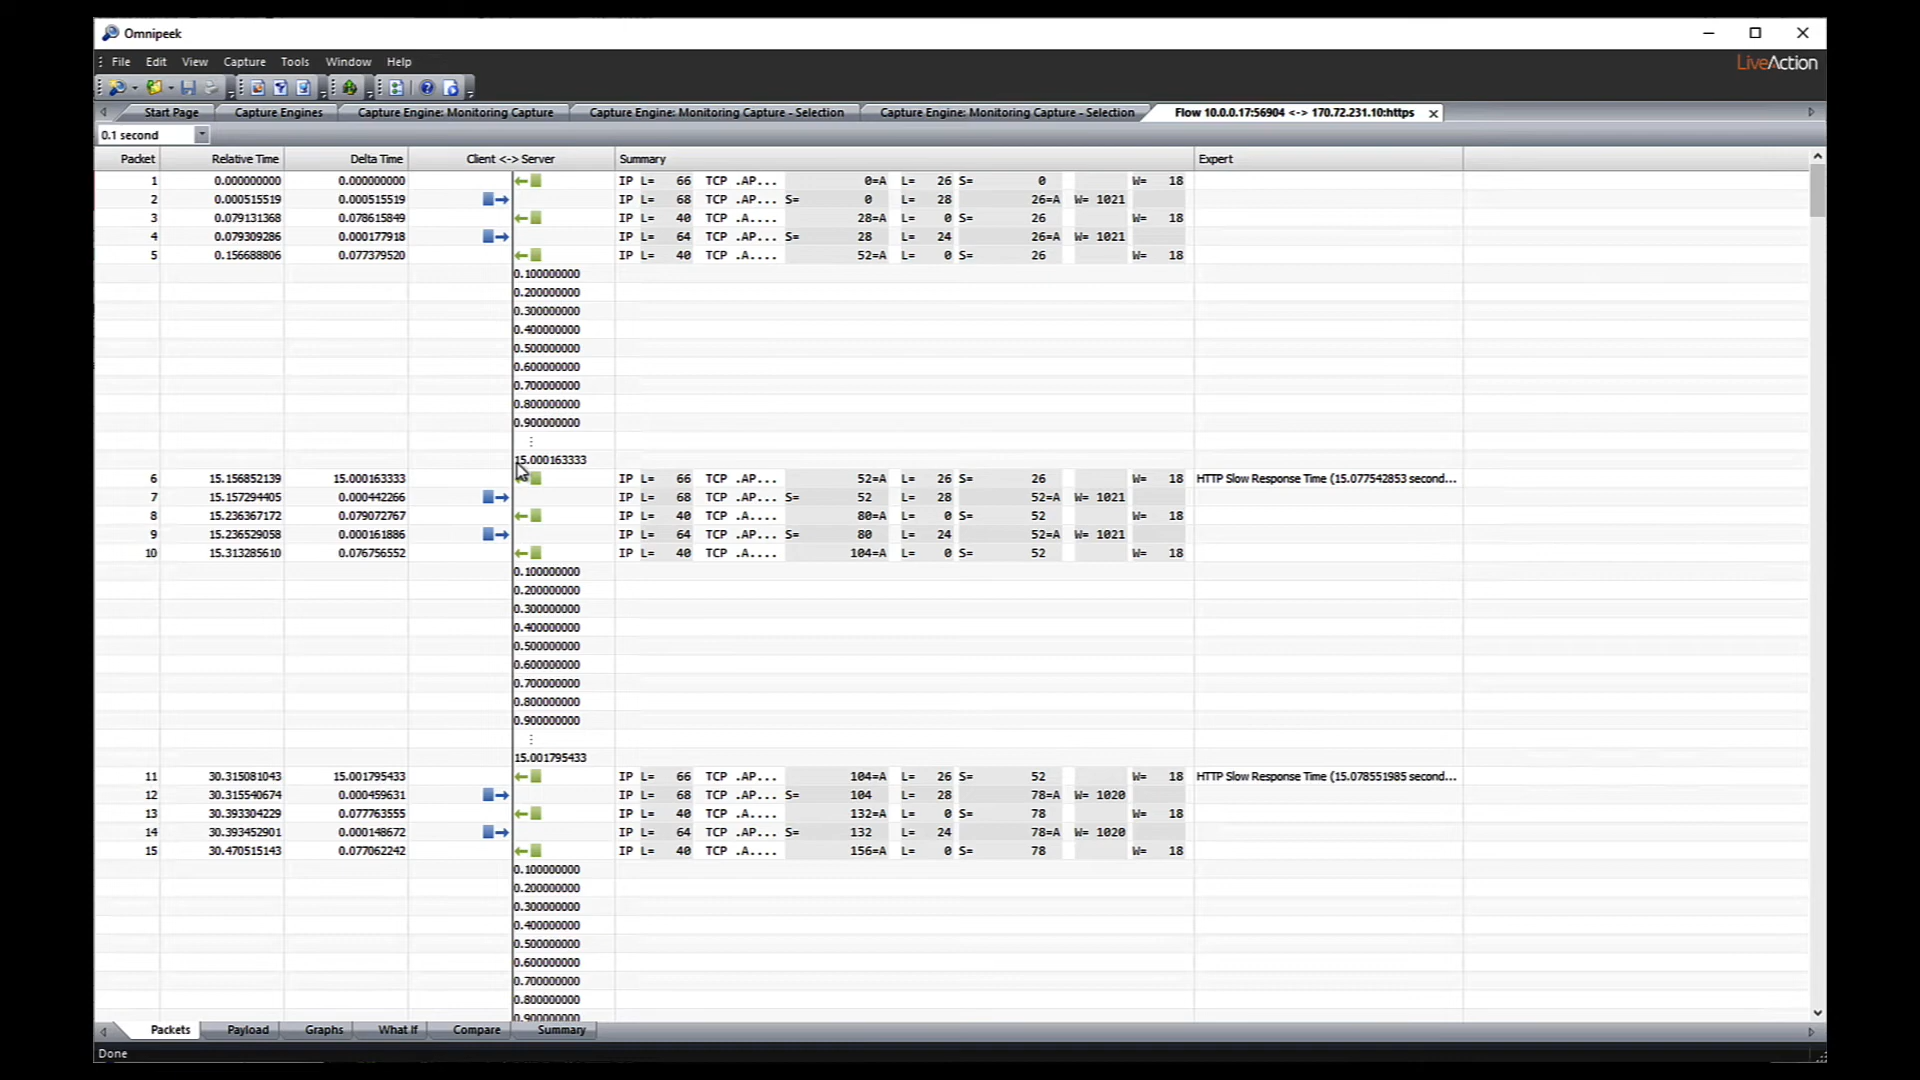 Omnipeek
File Edit View Capture Tools Window Help
LiveAction
Start Page Capture Engines Capture Engine: Monitoring Capture Capture Engine: Monitoring Capture - Selection Capture Engine: Monitoring Capture - Selection Flow 10.0.0.17:56904 <-> 170.72.231.10:https
0.1 second
Packet Relative Time Delta Time Client <-> Server Summary Expert
1 0.000000000 0.000000000 IP L= 66 TCP .AP... 0=A L= 26 S= 0 W= 18
2 0.000515519 0.000515519 IP L= 68 TCP .AP... S= 0 L= 28 26=A W= 1021
3 0.079131368 0.078615849 IP L= 40 TCP .A.... 28=A L= 0 S= 26 W= 18
4 0.079309286 0.000177918 IP L= 64 TCP .AP... S= 28 L= 24 26=A W= 1021
5 0.156688806 0.077379520 IP L= 40 TCP .A.... 52=A L= 0 S= 26 W= 18
0.100000000
0.200000000
0.300000000
0.400000000
0.500000000
0.600000000
0.700000000
0.800000000
0.900000000
⋮
15.000163333
6 15.156852139 15.000163333 IP L= 66 TCP .AP... 52=A L= 26 S= 26 W= 18 HTTP Slow Response Time (15.077542853 second...
7 15.157294405 0.000442266 IP L= 68 TCP .AP... S= 52 L= 28 52=A W= 1021
8 15.236367172 0.079072767 IP L= 40 TCP .A.... 80=A L= 0 S= 52 W= 18
9 15.236529058 0.000161886 IP L= 64 TCP .AP... S= 80 L= 24 52=A W= 1021
10 15.313285610 0.076756552 IP L= 40 TCP .A.... 104=A L= 0 S= 52 W= 18
0.100000000
0.200000000
0.300000000
0.400000000
0.500000000
0.600000000
0.700000000
0.800000000
0.900000000
⋮
15.001795433
11 30.315081043 15.001795433 IP L= 66 TCP .AP... 104=A L= 26 S= 52 W= 18 HTTP Slow Response Time (15.078551985 second...
12 30.315540674 0.000459631 IP L= 68 TCP .AP... S= 104 L= 28 78=A W= 1020
13 30.393304229 0.077763555 IP L= 40 TCP .A.... 132=A L= 0 S= 78 W= 18
14 30.393452901 0.000148672 IP L= 64 TCP .AP... S= 132 L= 24 78=A W= 1020
15 30.470515143 0.077062242 IP L= 40 TCP .A.... 156=A L= 0 S= 78 W= 18
0.100000000
0.200000000
0.300000000
0.400000000
0.500000000
0.600000000
0.700000000
0.800000000
0.900000000
Packets Payload Graphs What If Compare Summary
Done